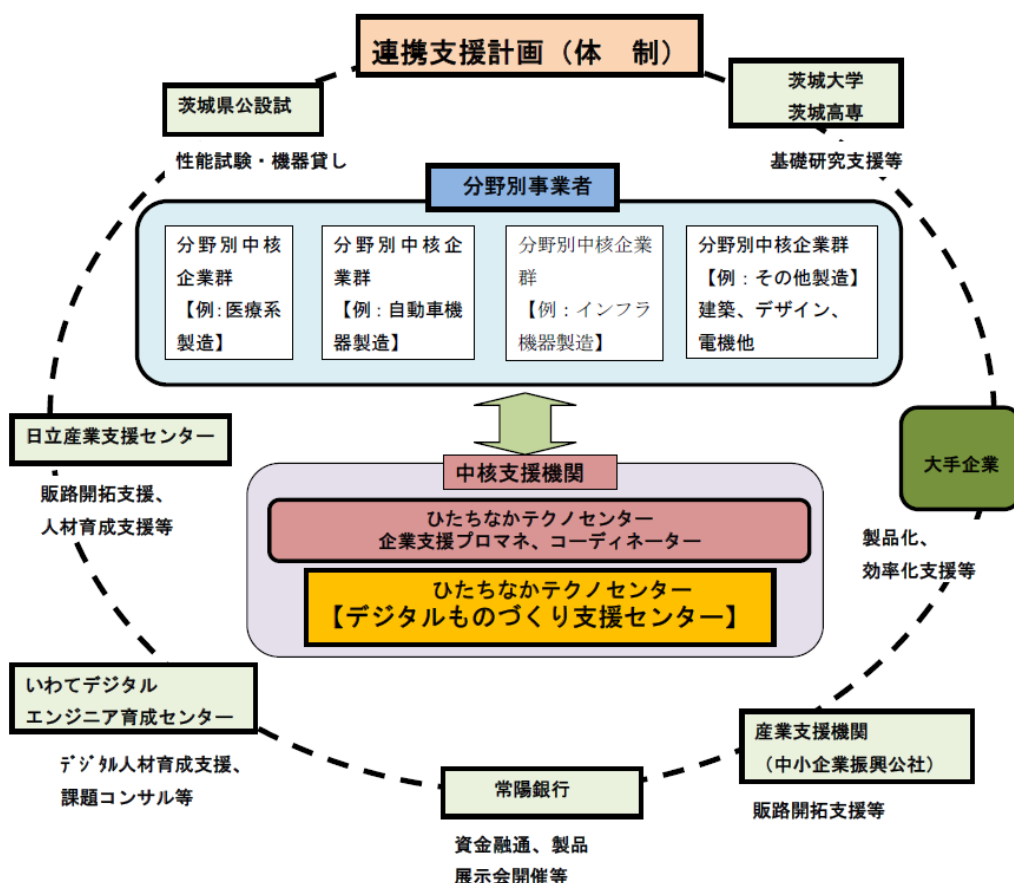 連携支援計画（体　制）
茨城県公設試
性能試験・機器貸し
茨城大学
茨城高専
基礎研究支援等
分野別事業者
分野別中核
企業群
【例：医療系
製造】
分野別中核企
業群
【例：自動車機
器製造】
分野別中核企業
群
【例：インフラ
機器製造】
分野別中核企業群
【例：その他製造】
建築、デザイン、
電機他
日立産業支援センター
販路開拓支援、
人材育成支援等
中核支援機関
ひたちなかテクノセンター
企業支援プロマネ、コーディネーター
ひたちなかテクノセンター
【デジタルものづくり支援センター】
大手企業
製品化、
効率化支援等
いわてデジタル
エンジニア育成センター
ﾃﾞｼﾞﾀﾙ人材育成支援、
課題コンサル等
常陽銀行
資金融通、製品
展示会開催等
産業支援機関
（中小企業振興公社）
販路開拓支援等